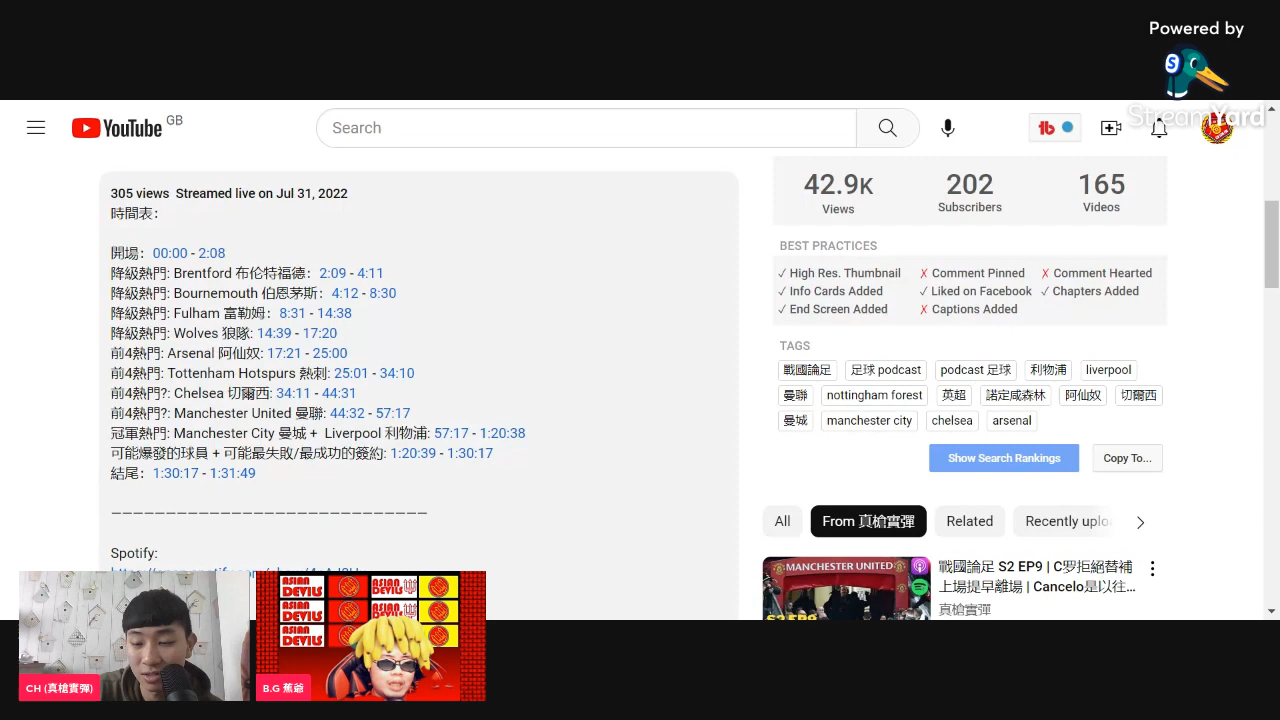 Powered by
StreamYard
YouTube GB
Search
305 views Streamed live on Jul 31, 2022
時間表:
開場: 00:00 - 2:08
降級熱門: Brentford 布伦特福德: 2:09 - 4:11
降級熱門: Bournemouth 伯恩茅斯: 4:12 - 8:30
降級熱門: Fulham 富勒姆: 8:31 - 14:38
降級熱門: Wolves 狼隊: 14:39 - 17:20
前4熱門: Arsenal 阿仙奴: 17:21 - 25:00
前4熱門: Tottenham Hotspurs 熱刺: 25:01 - 34:10
前4熱門?: Chelsea 切爾西: 34:11 - 44:31
前4熱門?: Manchester United 曼聯: 44:32 - 57:17
冠軍熱門: Manchester City 曼城 + Liverpool 利物浦: 57:17 - 1:20:38
可能爆發的球員 + 可能最失敗/最成功的簽約: 1:20:39 - 1:30:17
結尾: 1:30:17 - 1:31:49
——————————————————————————————
Spotify:
42.9K 202 165
Views Subscribers Videos
BEST PRACTICES
✓ High Res. Thumbnail ✗ Comment Pinned ✗ Comment Hearted
✓ Info Cards Added ✓ Liked on Facebook ✓ Chapters Added
✓ End Screen Added ✗ Captions Added
TAGS
戰國論足 足球 podcast podcast 足球 利物浦 liverpool
曼聯 nottingham forest 英超 諾定咸森林 阿仙奴 切爾西
曼城 manchester city chelsea arsenal
Show Search Rankings Copy To...
All From 真槍實彈 Related Recently uplo
MANCHESTER UNITED
S2 EP9
戰國論足 S2 EP9 | C罗拒絕替補
上場提早離場 | Cancelo是以往...
真槍實彈
ASIAN DEVILS ASIAN DEVILS
ASIAN DEVILS ASIAN DEVILS
ASIAN DEVILS
CH (真槍實彈)
B.G 蕉爺